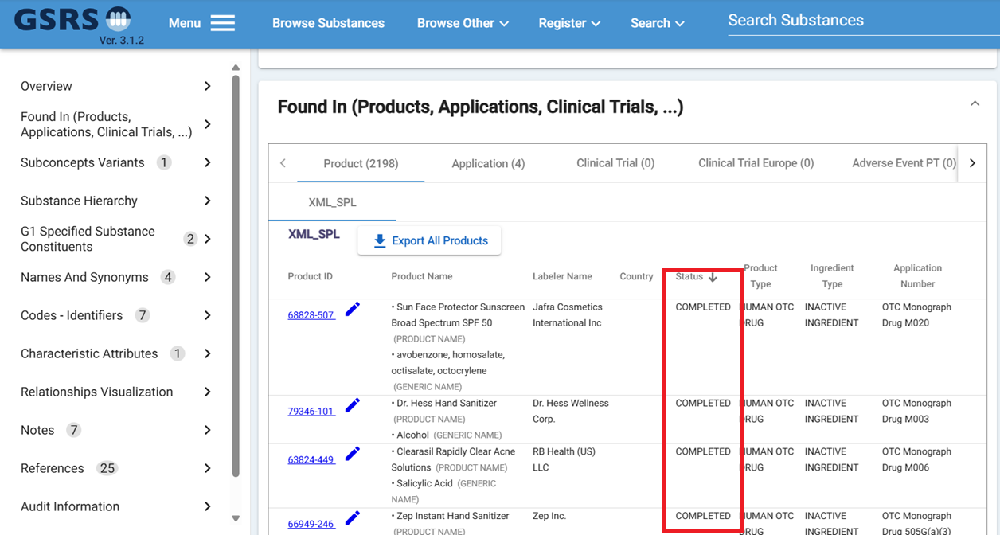 GSRS
Ver. 3.1.2
Menu
Browse Substances
Browse Other
Register
Search
Search Substances
Overview
Found In (Products,
Applications, Clinical Trials, ...)
Subconcepts Variants 1
Substance Hierarchy
G1 Specified Substance
Constituents 2
Names And Synonyms 4
Codes - Identifiers 7
Characteristic Attributes 1
Relationships Visualization
Notes 7
References 25
Audit Information
Found In (Products, Applications, Clinical Trials, ...)
Product (2198) Application (4) Clinical Trial (0) Clinical Trial Europe (0) Adverse Event PT (0)
XML_SPL
XML_SPL
Export All Products
Product ID Product Name Labeler Name Country Status Product Type Ingredient Type Application Number
68828-507
• Sun Face Protector Sunscreen
Broad Spectrum SPF 50
(PRODUCT NAME)
• avobenzone, homosalate,
octisalate, octocrylene
(GENERIC NAME)
Jafra Cosmetics
International Inc
COMPLETED
HUMAN OTC
DRUG
INACTIVE
INGREDIENT
OTC Monograph
Drug M020
79346-101
• Dr. Hess Hand Sanitizer
(PRODUCT NAME)
• Alcohol (GENERIC NAME)
Dr. Hess Wellness
Corp.
COMPLETED
HUMAN OTC
DRUG
INACTIVE
INGREDIENT
OTC Monograph
Drug M003
63824-449
• Clearasil Rapidly Clear Acne
Solutions (PRODUCT NAME)
• Salicylic Acid (GENERIC
NAME)
RB Health (US)
LLC
COMPLETED
HUMAN OTC
DRUG
INACTIVE
INGREDIENT
OTC Monograph
Drug M006
66949-246
• Zep Instant Hand Sanitizer
(PRODUCT NAME)
Zep Inc.
COMPLETED
HUMAN OTC
DRUG
INACTIVE
INGREDIENT
OTC Monograph
Drug 505G(a)(3)